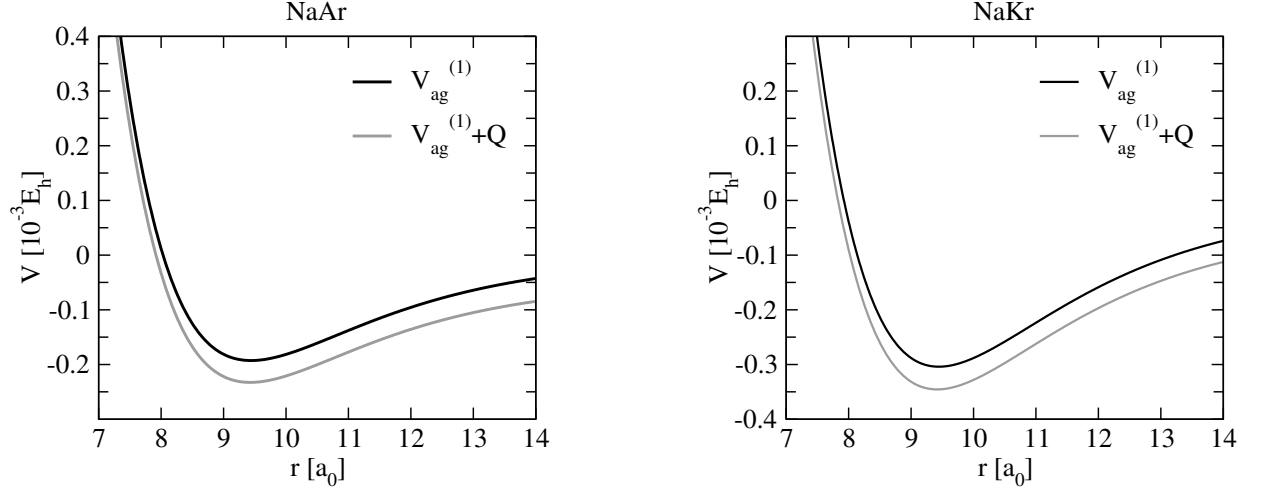 NaAr
0.4
0.3
0.2
0.1
0
-0.1
-0.2
V [10^-3 E_h]
7 8 9 10 11 12 13 14
r [a_0]
V_ag^(1)
V_ag^(1)+Q
NaKr
0.2
0.1
0
-0.1
-0.2
-0.3
-0.4
V [10^-3 E_h]
7 8 9 10 11 12 13 14
r [a_0]
V_ag^(1)
V_ag^(1)+Q